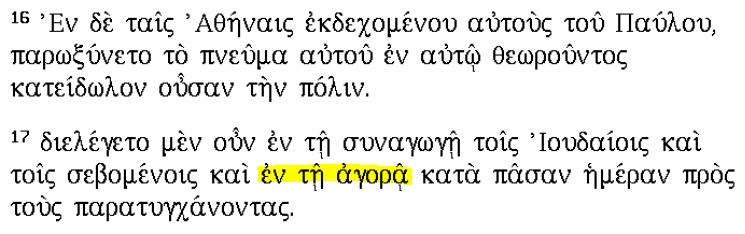 16 Ἐν δὲ ταῖς Ἀθήναις ἐκδεχομένου αὐτοὺς τοῦ Παύλου,
παρωξύνετο τὸ πνεῦμα αὐτοῦ ἐν αὐτῷ θεωροῦντος
κατείδωλον οὖσαν τὴν πόλιν.
17 διελέγετο μὲν οὖν ἐν τῇ συναγωγῇ τοῖς Ἰουδαίοις καὶ
τοῖς σεβομένοις καὶ ἐν τῇ ἀγορᾷ κατὰ πᾶσαν ἡμέραν πρὸς
τοὺς παρατυγχάνοντας.